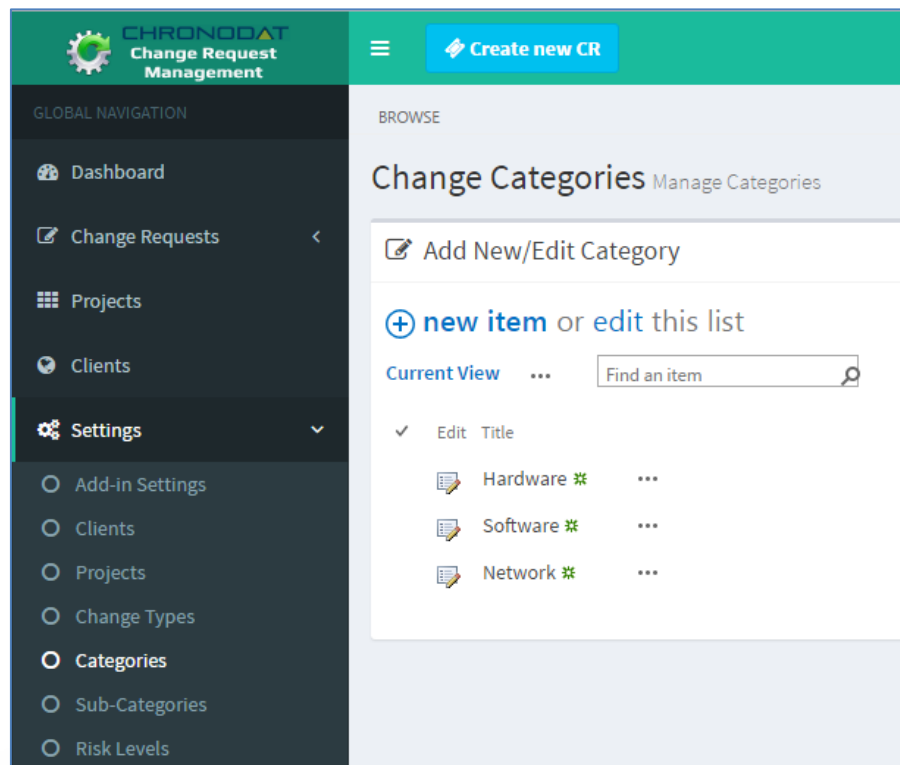 CHRONODAT
Change Request
Management
Create new CR
GLOBAL NAVIGATION
BROWSE
Dashboard
Change Categories Manage Categories
Change Requests
Add New/Edit Category
Projects
new item or edit this list
Clients
Current View ... Find an item
Settings
Edit Title
Add-in Settings
Hardware ...
Clients
Software ...
Projects
Network ...
Change Types
Categories
Sub-Categories
Risk Levels